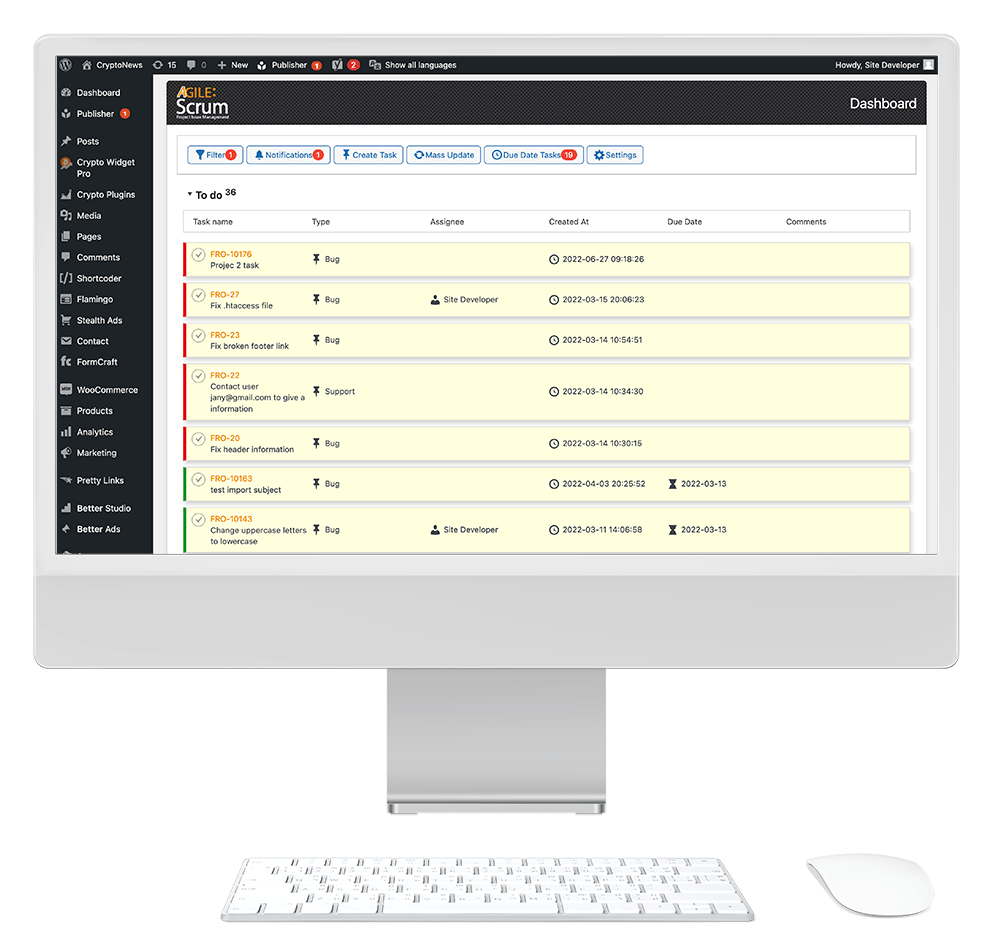 CryptoNews 15 0 New Publisher 1 2 Show all languages Howdy, Site Developer
Dashboard
Publisher 1
Posts
Crypto Widget
Pro
Crypto Plugins
Media
Pages
Comments
[/] Shortcoder
Flamingo
Stealth Ads
Contact
FormCraft
WooCommerce
Products
Analytics
Marketing
Pretty Links
Better Studio
Better Ads
AGILE:
Scrum
Project Issue Management
Dashboard
Filter 1 Notifications 1 Create Task Mass Update Due Date Tasks 19 Settings
To do 36
Task name Type Assignee Created At Due Date Comments
FRO-10176
Projec 2 task
Bug 2022-06-27 09:18:26
FRO-27
Fix .htaccess file
Bug Site Developer 2022-03-15 20:06:23
FRO-23
Fix broken footer link
Bug 2022-03-14 10:54:51
FRO-22
Contact user
jany@gmail.com to give a
information
Support 2022-03-14 10:34:30
FRO-20
Fix header information
Bug 2022-03-14 10:30:15
FRO-10163
test import subject
Bug 2022-04-03 20:25:52 2022-03-13
FRO-10143
Change uppercase letters
to lowercase
Bug Site Developer 2022-03-11 14:06:58 2022-03-13